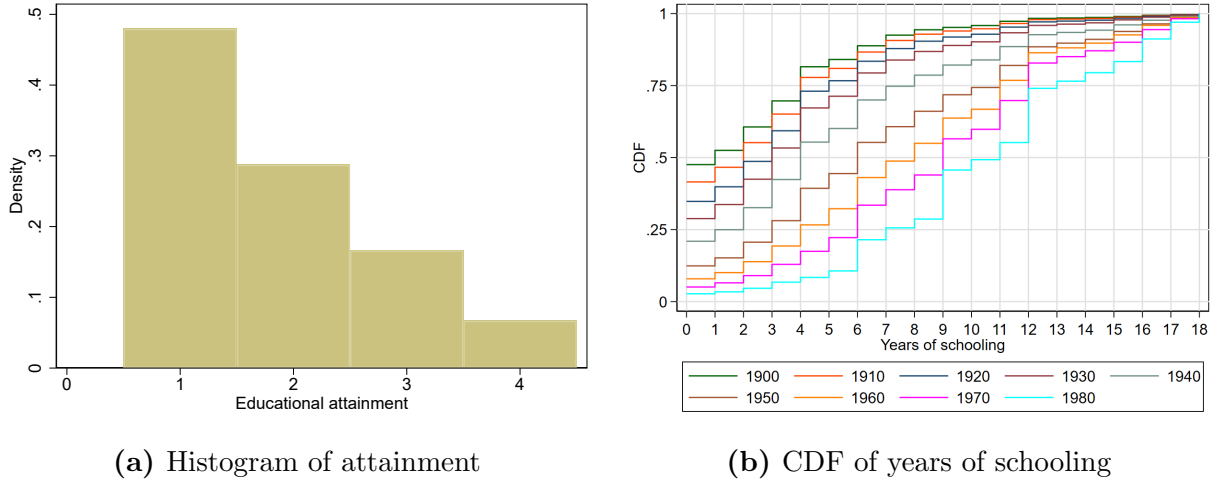 .5
.4
.3
.2
.1
0
Density
0 1 2 3 4
Educational attainment
1
.75
.5
.25
0
CDF
0 1 2 3 4 5 6 7 8 9 10 11 12 13 14 15 16 17 18
Years of schooling
1900 1910 1920 1930 1940
1950 1960 1970 1980
(a) Histogram of attainment
(b) CDF of years of schooling